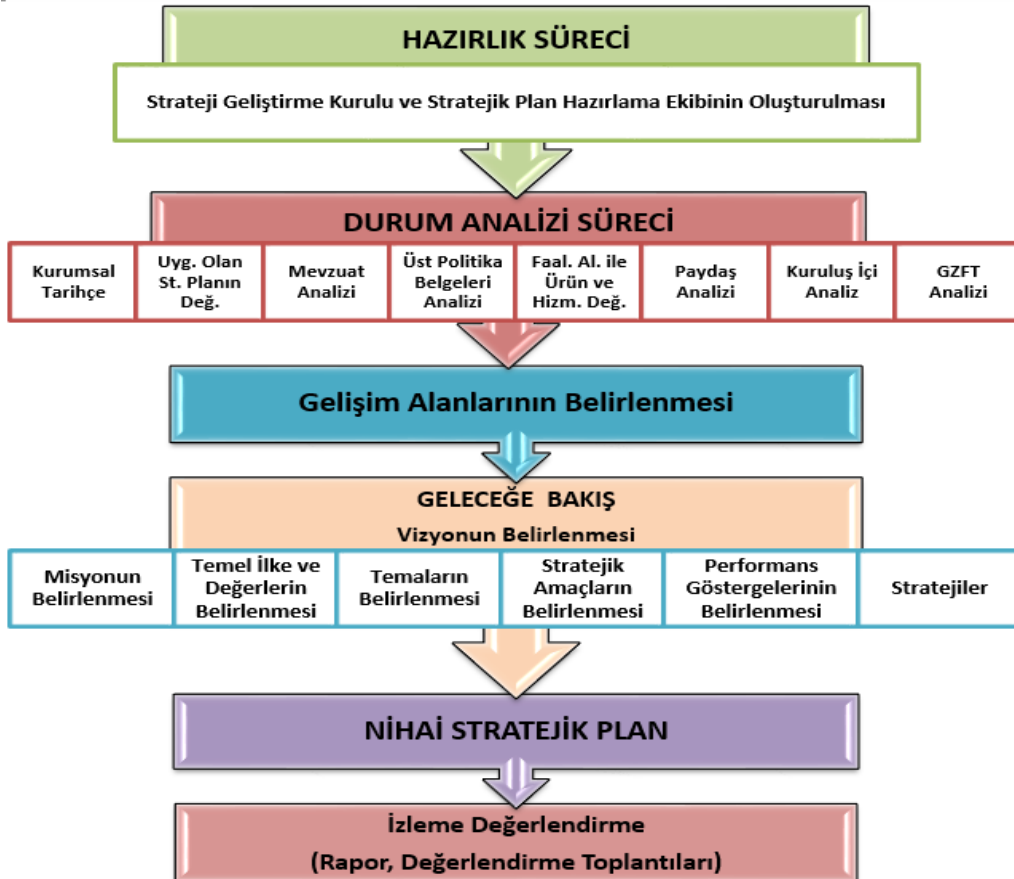 HAZIRLIK SÜRECİ
Strateji Geliştirme Kurulu ve Stratejik Plan Hazırlama Ekibinin Oluşturulması
DURUM ANALİZİ SÜRECİ
Kurumsal
Tarihçe
Uyg. Olan
St. Planın
Değ.
Mevzuat
Analizi
Üst Politika
Belgeleri
Analizi
Faal. Al. ile
Ürün ve
Hizm. Değ.
Paydaş
Analizi
Kuruluş İçi
Analiz
GZFT
Analizi
Gelişim Alanlarının Belirlenmesi
GELECEĞE BAKIŞ
Vizyonun Belirlenmesi
Misyonun
Belirlenmesi
Temel İlke ve
Değerlerin
Belirlenmesi
Temaların
Belirlenmesi
Stratejik
Amaçların
Belirlenmesi
Performans
Göstergelerinin
Belirlenmesi
Stratejiler
NİHAİ STRATEJİK PLAN
İzleme Değerlendirme
(Rapor, Değerlendirme Toplantıları)